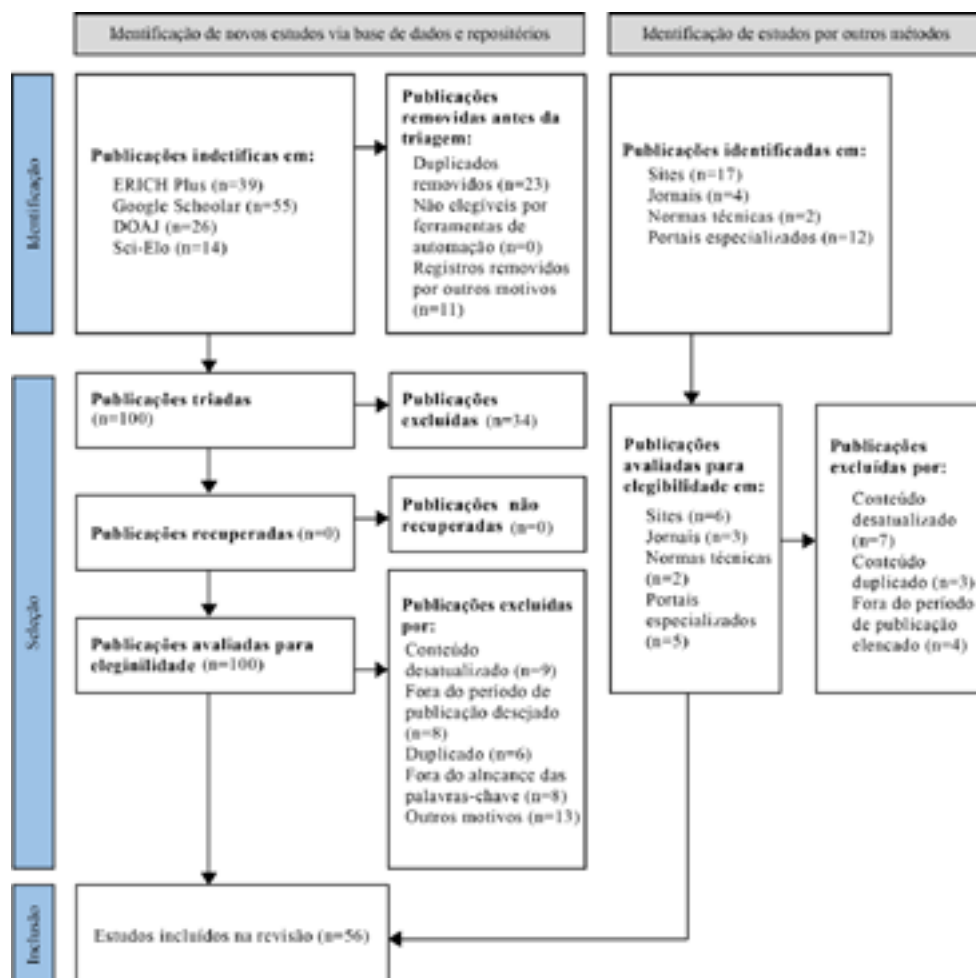 Identificação de novos estudos via base de dados e repositórios
Identificação de estudos por outros métodos
Identificação
Publicações indetíficas em:
ERICH Plus (n=39)
Google Schoolar (n=55)
DOAJ (n=26)
Sci-Elo (n=14)
Publicações
removidas antes da
triagem:
Duplicados
removidos (n=23)
Não elegíveis por
ferramentas de
automação (n=0)
Registros removidos
por outros motivos
(n=11)
Publicações identificadas em:
Sites (n=17)
Jornais (n=4)
Normas técnicas (n=2)
Portais especializados (n=12)
Seleção
Publicações triadas
(n=100)
Publicações
excluídas (n=34)
Publicações recuperadas (n=0)
Publicações não
recuperadas (n=0)
Publicações avaliadas para
eleginilidade (n=100)
Publicações excluídas
por:
Conteúdo
desatualizado (n=9)
Fora do período de
publicação desejado
(n=8)
Duplicado (n=6)
Fora do alncance das
palavras-chave (n=8)
Outros motivos (n=13)
Publicações
avaliadas para
elegibilidade em:
Sites (n=6)
Jornais (n=3)
Normas técnicas
(n=2)
Portais
especializados
(n=5)
Publicações
excluídas por:
Conteúdo
desatualizado
(n=7)
Conteúdo
duplicado (n=3)
Fora do período
de publicação
elencado (n=4)
Inclusão
Estudos incluídos na revisão (n=56)